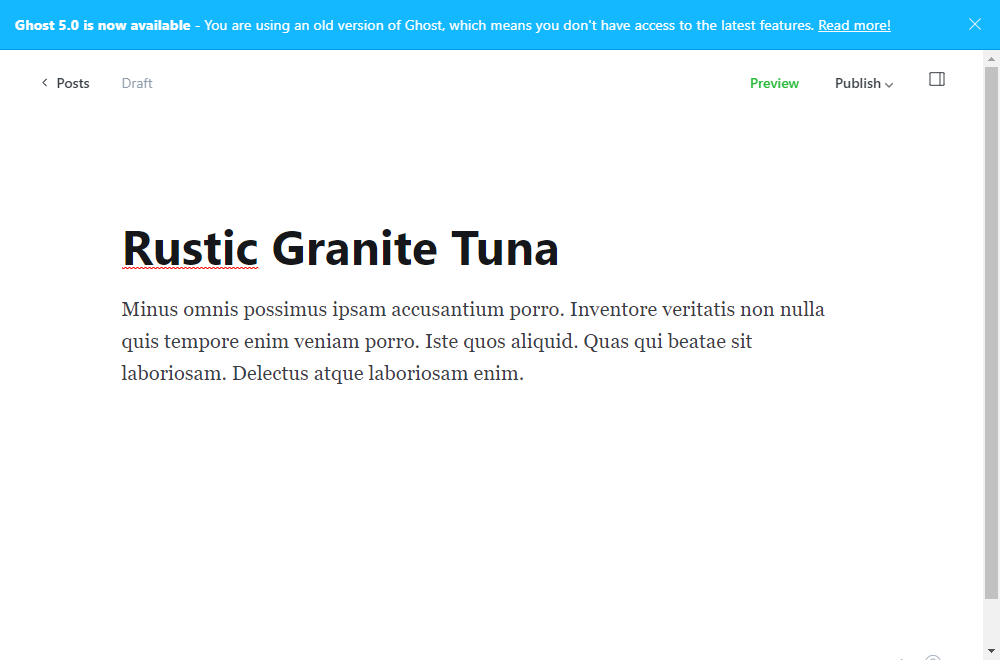 Ghost 5.0 is now available - You are using an old version of Ghost, which means you don't have access to the latest features. Read more!
Posts
Draft
Preview
Publish
Rustic Granite Tuna
Minus omnis possimus ipsam accusantium porro. Inventore veritatis non nulla
quis tempore enim veniam porro. Iste quos aliquid. Quas qui beatae sit
laboriosam. Delectus atque laboriosam enim.